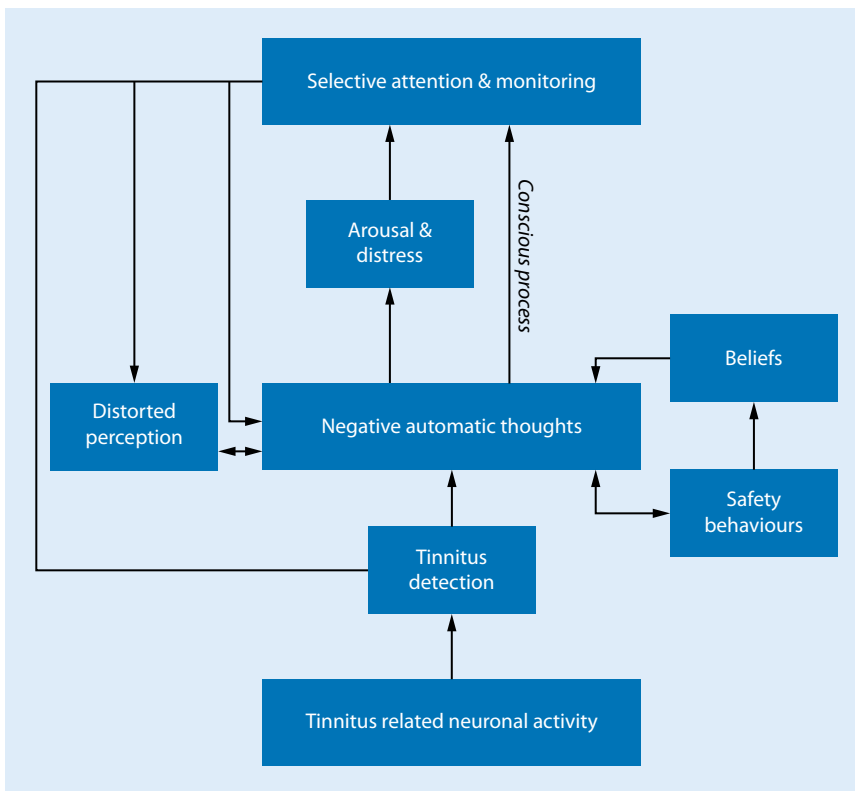 Selective attention & monitoring
Arousal &
distress
Conscious process
Beliefs
Distorted
perception
Negative automatic thoughts
Safety
behaviours
Tinnitus
detection
Tinnitus related neuronal activity